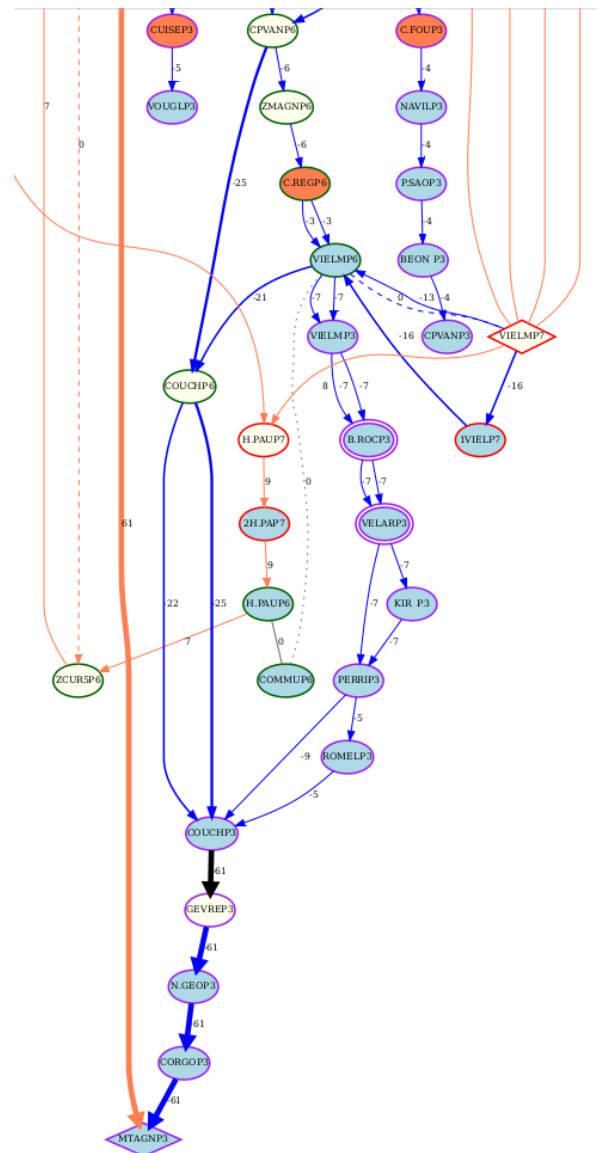 CUISEP3 CPVANP6 C.FOUP3
-5 -6 -4
7 VOUGLP3 ZMAGNP6 NAVILP3
0 -6 -4
-25 C.REGP6 P.SAOP3
-3 -3 -4
VIELMP6 BEON P3
-21 -7 -7 0 -13 -4
VIELMP3 -16 CPVANP3 VIELMP7
COUCHP6 8 -7 -7 -16
H.PAUP7 B.ROCP3 1VIELP7
9 -0 -7 -7
61 2H.PAP7 VELARP3
9 -7
-22 -25 H.PAUP6 -7 KIR P3
7 0 -7
ZCUR5P6 COMMUP6 PERRIP3
-5
-9 ROMELP3
-5
COUCHP3
-61
GEVREP3
-61
N.GEOP3
-61
CORGOP3
-61
MTAGNP3